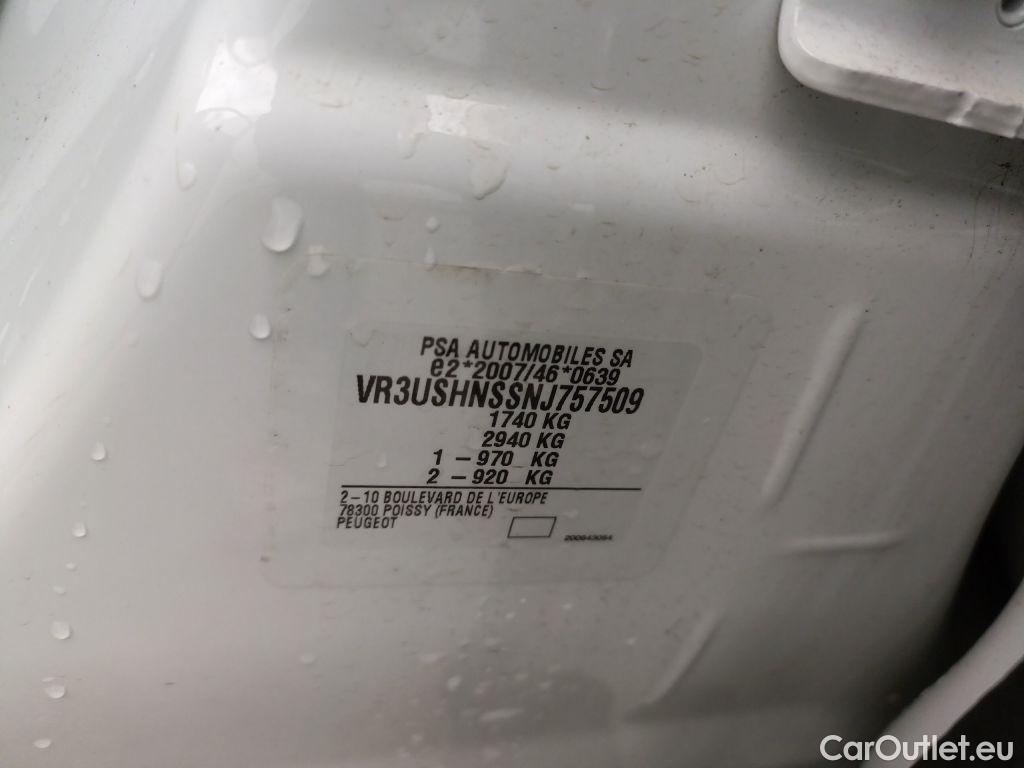 PSA AUTOMOBILES SA
e2*2007/46*0639
VR3USHNSSNJ757509
1740 KG
2940 KG
1 – 970 KG
2 – 920 KG
2–10 BOULEVARD DE L'EUROPE
78300 POISSY (FRANCE)
PEUGEOT
CarOutlet.eu